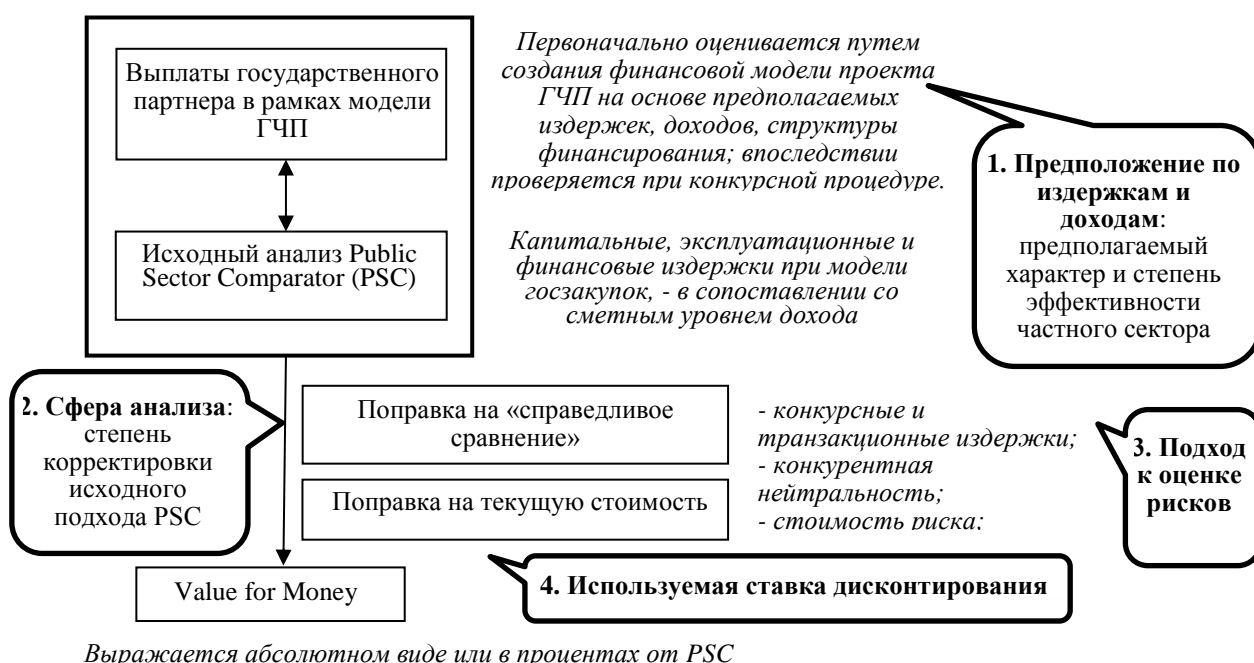 Выплаты государственного
партнера в рамках модели
ГЧП
Первоначально оценивается путем
создания финансовой модели проекта
ГЧП на основе предполагаемых
издержек, доходов, структуры
финансирования; впоследствии
проверяется при конкурсной процедуре.
1. Предположение по
издержкам и
доходам:
предполагаемый
характер и степень
эффективности
частного сектора
Исходный анализ Public
Sector Comparator (PSC)
Капитальные, эксплуатационные и
финансовые издержки при модели
госзакупок, - в сопоставлении со
сметным уровнем дохода
2. Сфера анализа:
степень
корректировки
исходного
подхода PSC
Поправка на «справедливое
сравнение»
Поправка на текущую стоимость
- конкурсные и
транзакционные издержки;
- конкурентная
нейтральность;
- стоимость риска;
3. Подход
к оценке
рисков
4. Используемая ставка дисконтирования
Value for Money
Выражается абсолютном виде или в процентах от PSC